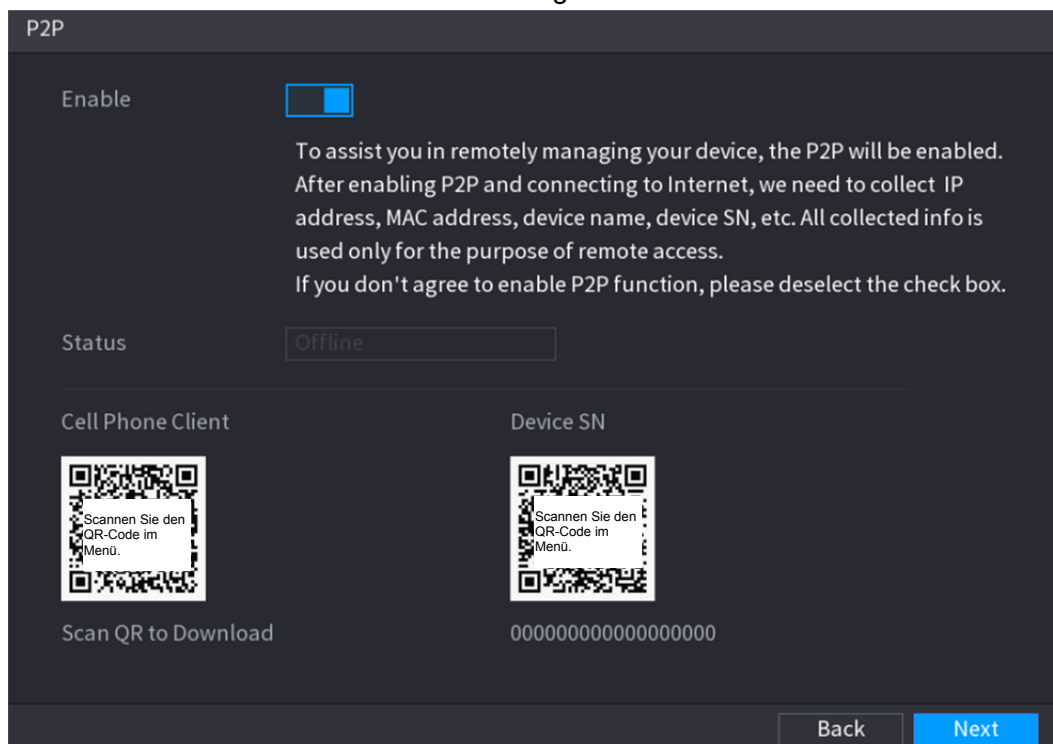 P2P
Enable
To assist you in remotely managing your device, the P2P will be enabled.
After enabling P2P and connecting to Internet, we need to collect IP
address, MAC address, device name, device SN, etc. All collected info is
used only for the purpose of remote access.
If you don't agree to enable P2P function, please deselect the check box.
Status
Offline
Cell Phone Client
Device SN
Scannen Sie den
QR-Code im
Menü.
Scannen Sie den
QR-Code im
Menü.
Scan QR to Download
000000000000000000
Back
Next